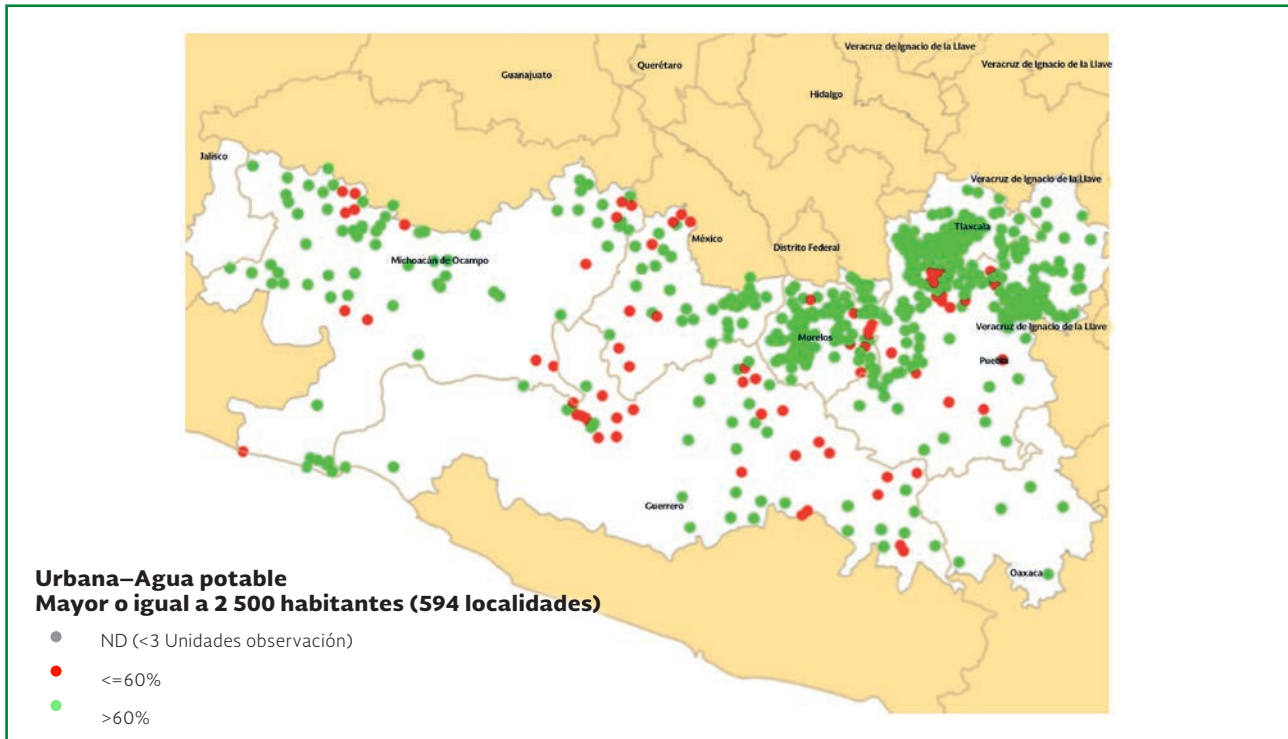 Veracruz de Ignacio de la Llave
Querétaro
Veracruz de Ignacio de la Llave
Guanajuato
Hidalgo
Jalisco
Veracruz de Ignacio de la Llave
Tlaxcala
México
Distrito Federal
Michoacán de Ocampo
Veracruz de Ignacio de la Llave
Morelos
Puebla
Guerrero
Oaxaca
Urbana–Agua potable
Mayor o igual a 2 500 habitantes (594 localidades)
ND (<3 Unidades observación)
<=60%
>60%